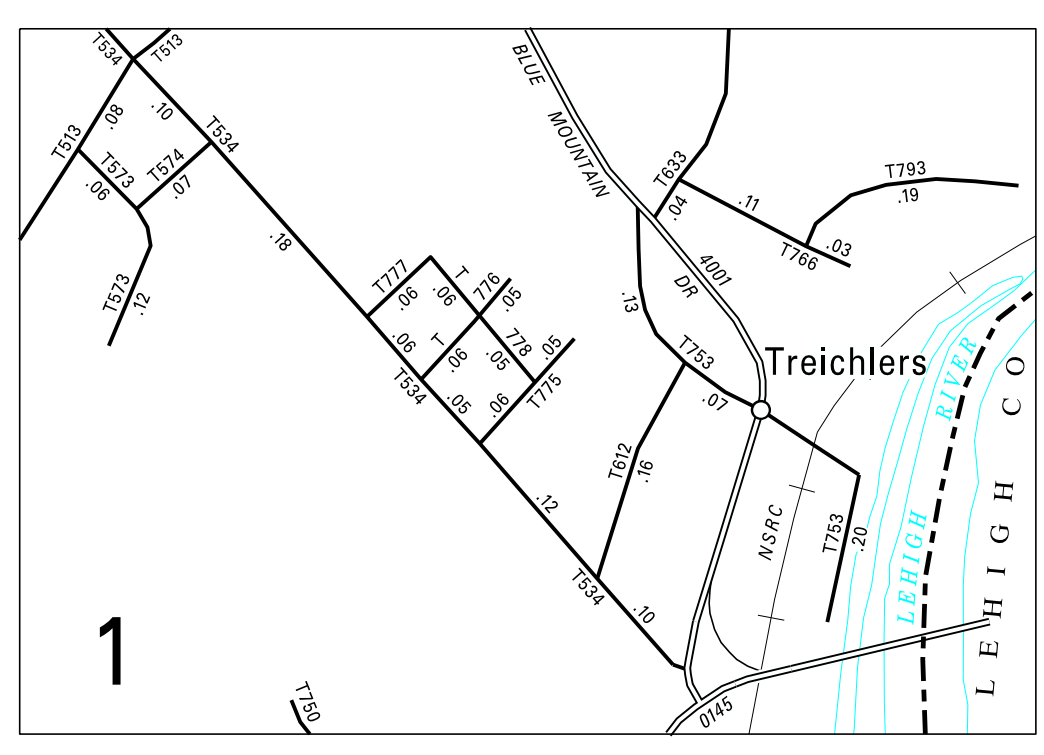 T534
T513
BLUE
MOUNTAIN
DR
4001
T513
.08
.10
T534
T573
.06
T574
.07
T573
.12
.18
T633
.04
.11
T793
.19
T766
.03
.13
T777
.06
T
778
.06
.05
T
776
.06
.05
.05
T775
.06
.06
T534
.05
T753
.07
Treichlers
T612
.16
.12
T534
.10
NSRC
T753
.20
LEHIGH
RIVER
LEHIGH CO
0145
T750
1